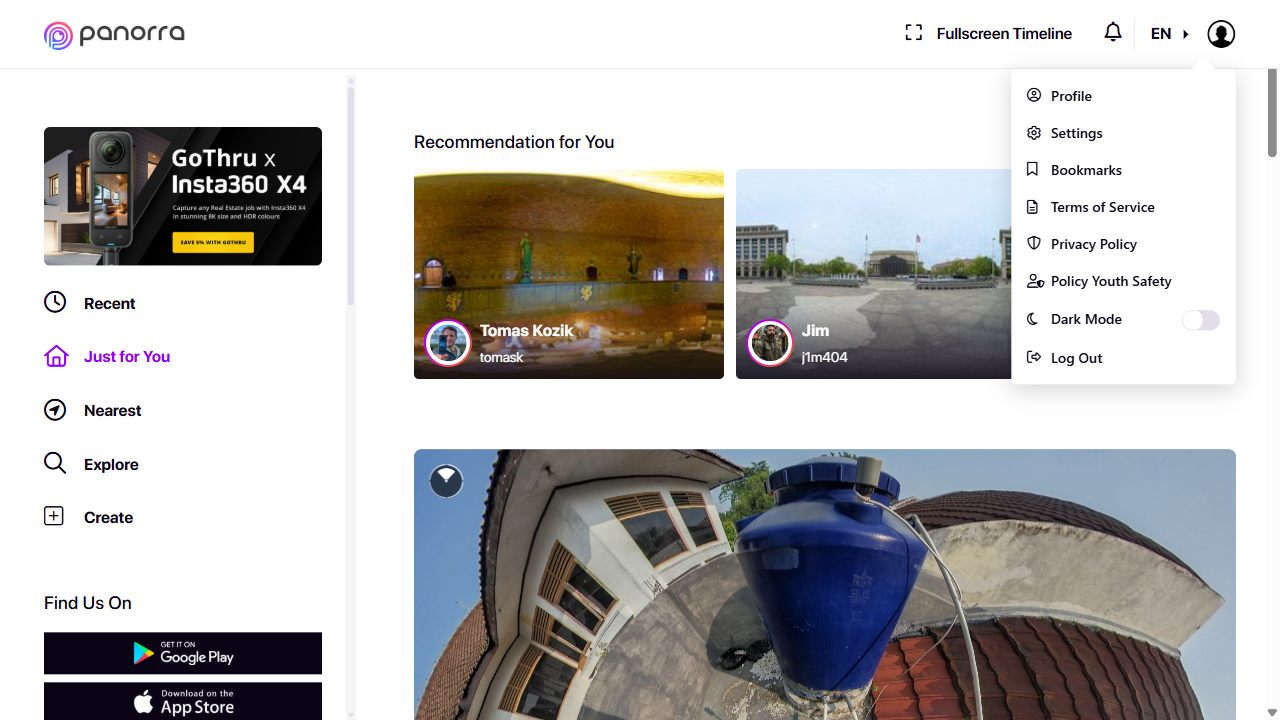 panorra
Fullscreen Timeline
EN
Profile
Settings
Bookmarks
Terms of Service
Privacy Policy
Policy Youth Safety
Dark Mode
Log Out
GoThru x
Insta360 X4
Capture any Real Estate job with Insta360 X4
in stunning 8K size and HDR colours
SAVE 5% WITH GOTHRU
Recent
Just for You
Nearest
Explore
Create
Find Us On
GET IT ON
Google Play
Download on the
App Store
Recommendation for You
Tomas Kozik
tomask
Jim
j1m404